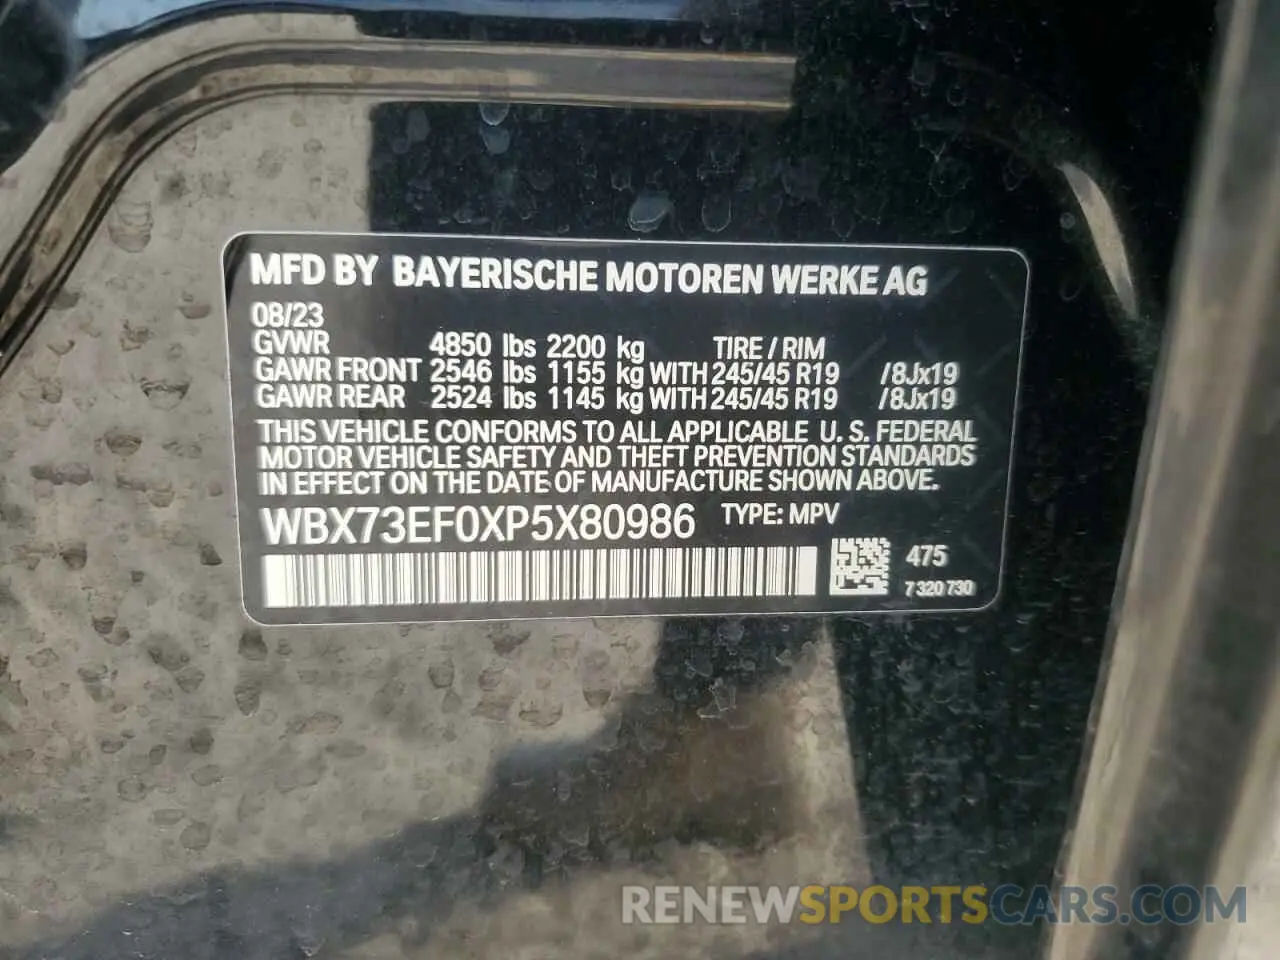 MFD BY BAYERISCHE MOTOREN WERKE AG
08/23
GVWR 4850 lbs 2200 kg TIRE / RIM
GAWR FRONT 2546 lbs 1155 kg WITH 245/45 R19 /8Jx19
GAWR REAR 2524 lbs 1145 kg WITH 245/45 R19 /8Jx19
THIS VEHICLE CONFORMS TO ALL APPLICABLE U. S. FEDERAL
MOTOR VEHICLE SAFETY AND THEFT PREVENTION STANDARDS
IN EFFECT ON THE DATE OF MANUFACTURE SHOWN ABOVE.
WBX73EF0XP5X80986 TYPE: MPV
475
7 320 730
RENEWSPORTSCARS.COM